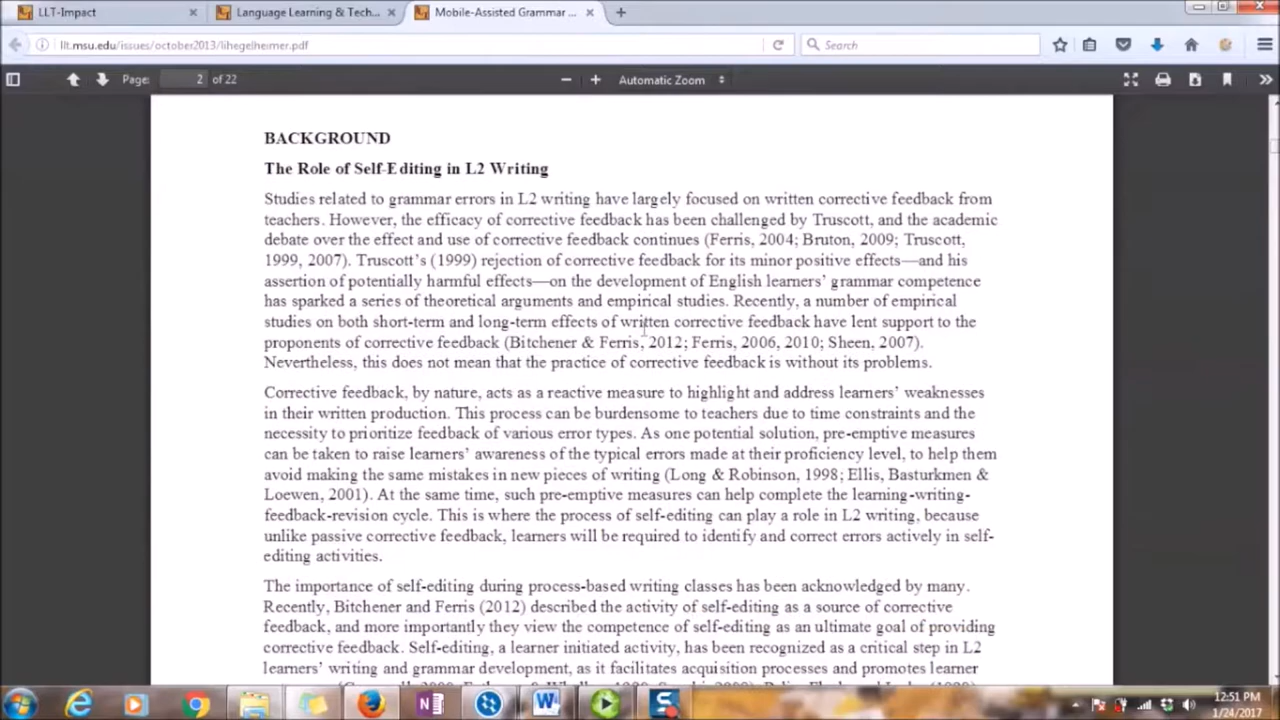 LLT-Impact
Language Learning & Tech...
Mobile-Assisted Grammar ...
llt.msu.edu/issues/october2013/lihegelheimer.pdf
Search
Page: 2 of 22
Automatic Zoom
BACKGROUND
The Role of Self-Editing in L2 Writing
Studies related to grammar errors in L2 writing have largely focused on written corrective feedback from
teachers. However, the efficacy of corrective feedback has been challenged by Truscott, and the academic
debate over the effect and use of corrective feedback continues (Ferris, 2004; Bruton, 2009; Truscott,
1999, 2007). Truscott's (1999) rejection of corrective feedback for its minor positive effects—and his
assertion of potentially harmful effects—on the development of English learners' grammar competence
has sparked a series of theoretical arguments and empirical studies. Recently, a number of empirical
studies on both short-term and long-term effects of written corrective feedback have lent support to the
proponents of corrective feedback (Bitchener & Ferris, 2012; Ferris, 2006, 2010; Sheen, 2007).
Nevertheless, this does not mean that the practice of corrective feedback is without its problems.
Corrective feedback, by nature, acts as a reactive measure to highlight and address learners' weaknesses
in their written production. This process can be burdensome to teachers due to time constraints and the
necessity to prioritize feedback of various error types. As one potential solution, pre-emptive measures
can be taken to raise learners' awareness of the typical errors made at their proficiency level, to help them
avoid making the same mistakes in new pieces of writing (Long & Robinson, 1998; Ellis, Basturkmen &
Loewen, 2001). At the same time, such pre-emptive measures can help complete the learning-writing-
feedback-revision cycle. This is where the process of self-editing can play a role in L2 writing, because
unlike passive corrective feedback, learners will be required to identify and correct errors actively in self-
editing activities.
The importance of self-editing during process-based writing classes has been acknowledged by many.
Recently, Bitchener and Ferris (2012) described the activity of self-editing as a source of corrective
feedback, and more importantly they view the competence of self-editing as an ultimate goal of providing
corrective feedback. Self-editing, a learner initiated activity, has been recognized as a critical step in L2
learners' writing and grammar development, as it facilitates acquisition processes and promotes learner
12:51 PM
1/24/2017